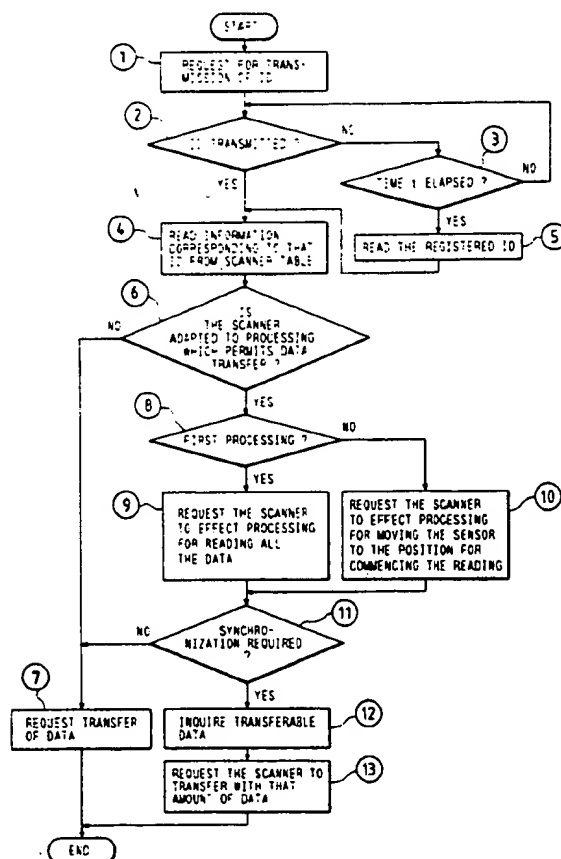 START
1
REQUEST FOR TRANS-
MISSION OF ID
2
ID TRANSMITTED ?
NO
3
TIME t ELAPSED ?
NO
YES
YES
4
READ INFORMATION
CORRESPONDING TO THAT
ID FROM SCANNER TABLE
READ THE REGISTERED ID
5
6
NO
IS
THE SCANNER
ADAPTED TO PROCESSING
WHICH PERMITS DATA
TRANSFER ?
YES
8
FIRST PROCESSING ?
NO
YES
9
REQUEST THE SCANNER
TO EFFECT PROCESSING
FOR READING ALL
THE DATA
10
REQUEST THE SCANNER
TO EFFECT PROCESSING
FOR MOVING THE SENSOR
TO THE POSITION FOR
COMMENCING THE READING
11
NO
SYNCHRO-
NIZATION REQUIRED
?
YES
7
REQUEST TRANSFER
OF DATA
INQUIRE TRANSFERABLE
DATA
12
REQUEST THE SCANNER TO
TRANSFER WITH THAT
AMOUNT OF DATA
13
END